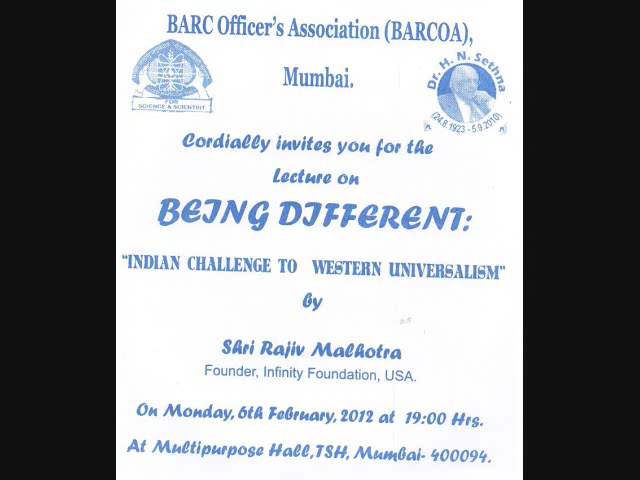 BARC Officer's Association (BARCOA),
Mumbai.
FOR
SCIENCE & SCIENTIST
Dr. H. N. Sethna
(24.8 1923 - 5.9.2010)
Cordially invites you for the
Lecture on
BEING DIFFERENT:
"INDIAN CHALLENGE TO WESTERN UNIVERSALISM"
by
Shri Rajiv Malhotra
Founder, Infinity Foundation, USA.
On Monday, 6th February, 2012 at 19:00 Hrs.
At Multipurpose Hall,TSH, Mumbai- 400094.